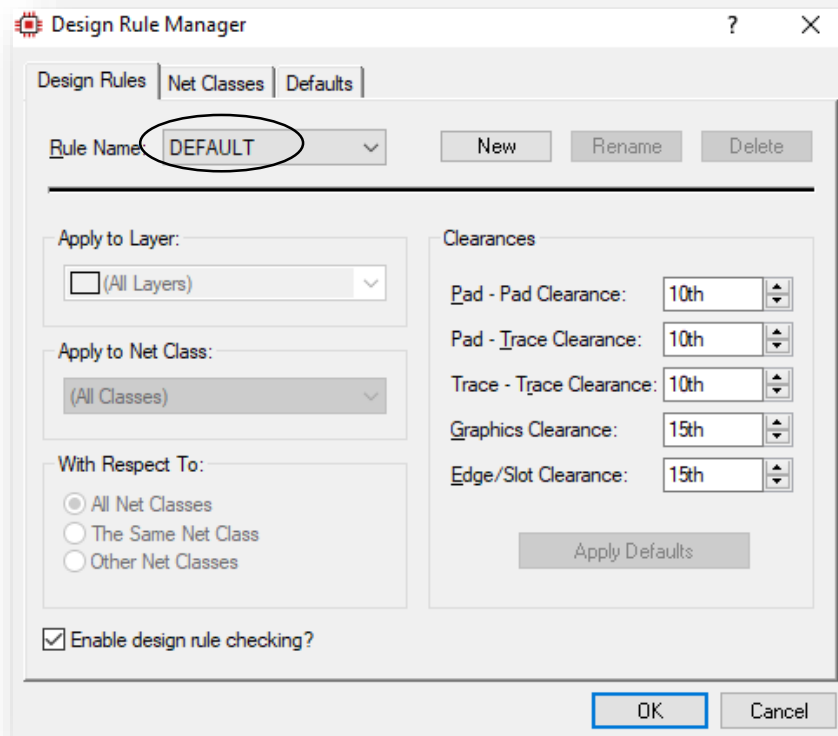 Design Rule Manager ?
Design Rules Net Classes Defaults
Rule Name: DEFAULT New Rename Delete
Apply to Layer:
(All Layers)
Apply to Net Class:
(All Classes)
With Respect To:
All Net Classes
The Same Net Class
Other Net Classes
Clearances
Pad - Pad Clearance: 10th
Pad - Trace Clearance: 10th
Trace - Trace Clearance: 10th
Graphics Clearance: 15th
Edge/Slot Clearance: 15th
Apply Defaults
Enable design rule checking?
OK Cancel